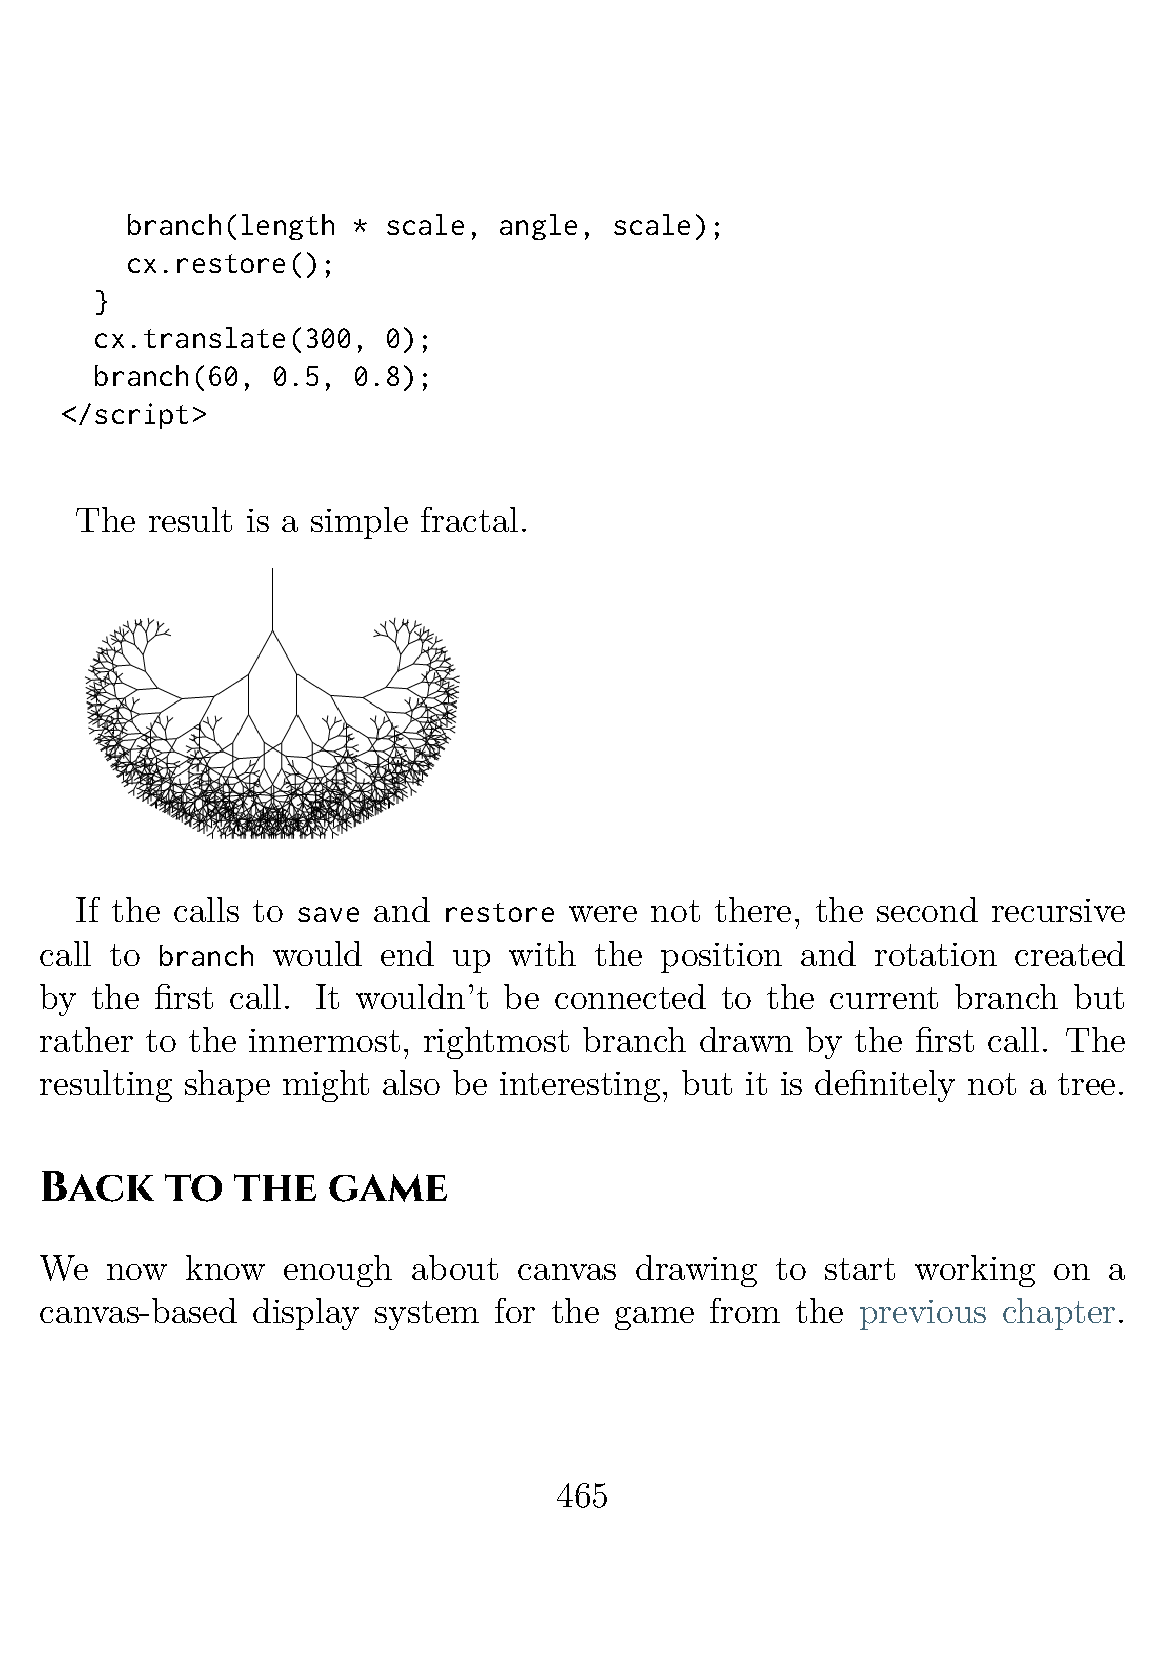 branch(length * scale, angle, scale);
cx.restore();
}
cx.translate(300, 0);
branch(60, 0.5, 0.8);
</script>
The result is a simple fractal.
If the calls to save and restore were not there, the second recursive
call to branch would end up with the position and rotation created
by the first call. It wouldn't be connected to the current branch but
rather to the innermost, rightmost branch drawn by the first call. The
resulting shape might also be interesting, but it is definitely not a tree.
Back to the game
We now know enough about canvas drawing to start working on a
canvas-based display system for the game from the previous chapter.
465